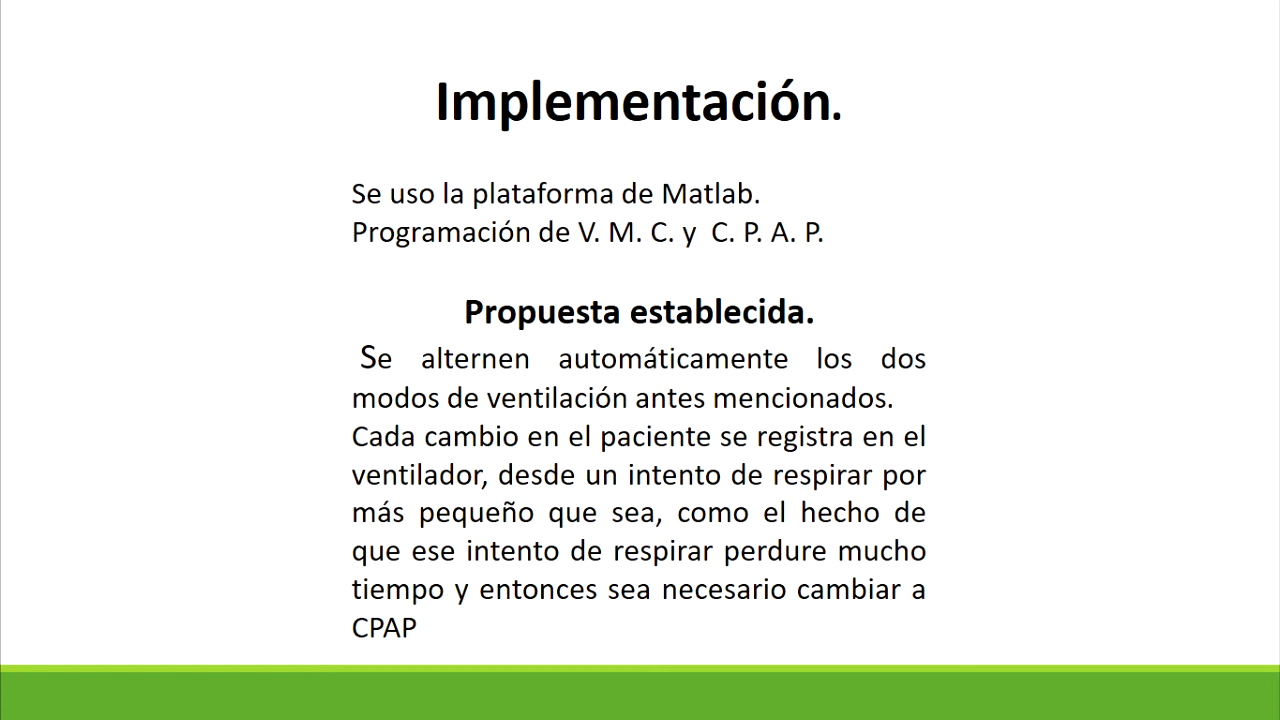 Implementación.
Se uso la plataforma de Matlab.
Programación de V. M. C. y  C. P. A. P.
Propuesta establecida.
Se alternen automáticamente los dos
modos de ventilación antes mencionados.
Cada cambio en el paciente se registra en el
ventilador, desde un intento de respirar por
más pequeño que sea, como el hecho de
que ese intento de respirar perdure mucho
tiempo y entonces sea necesario cambiar a
CPAP